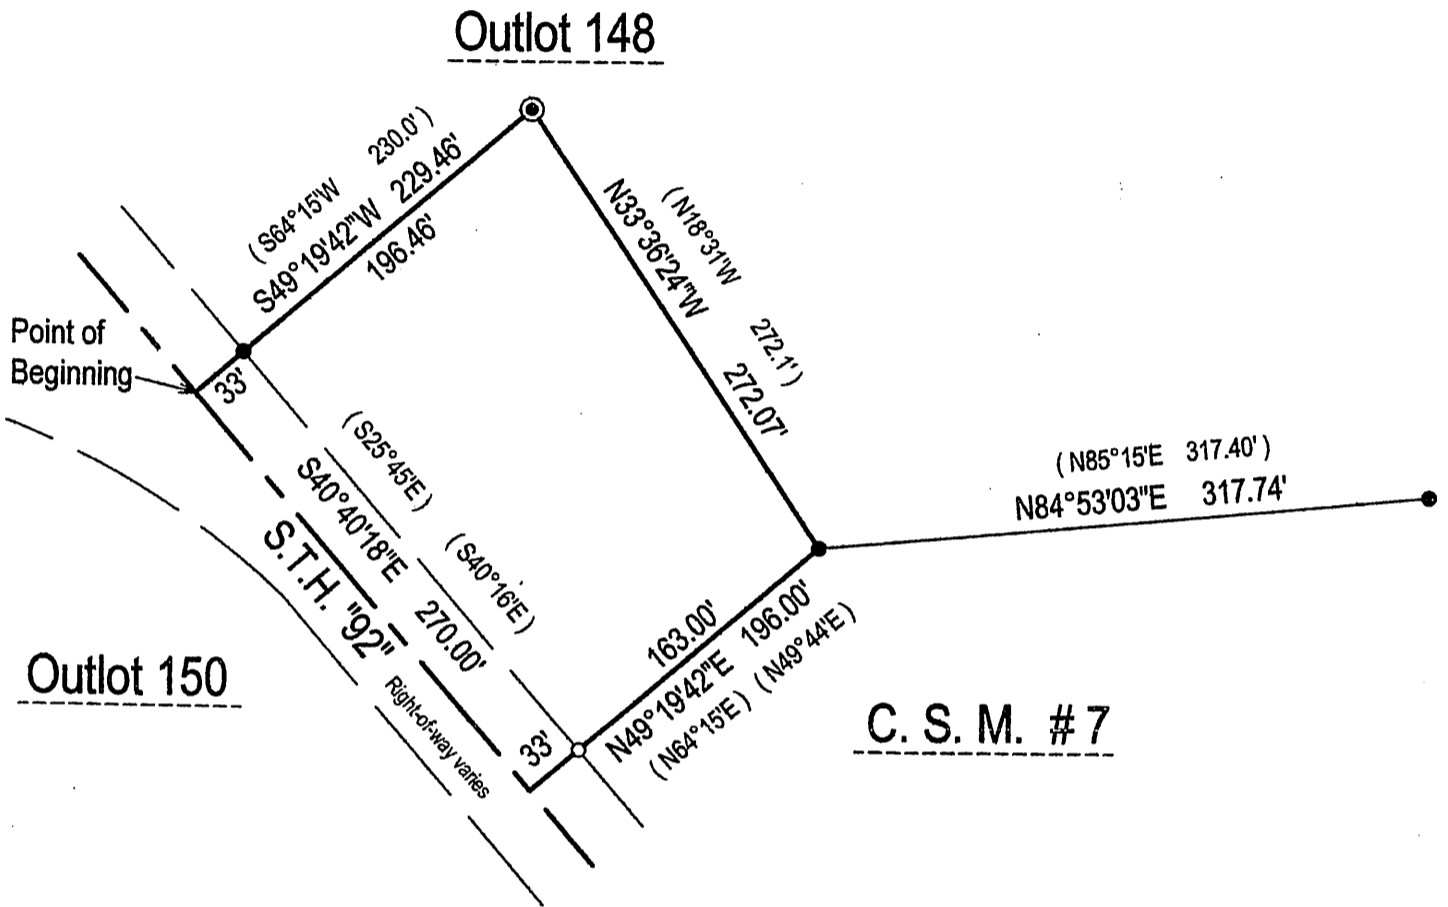 Outlot 148
( S64°15'W 230.0' )
S49°19'42"W 229.46'
196.46'
( N18°31'W 272.1' )
N33°36'24"W 272.07'
Point of
Beginning
33'
( S25°45'E )
S40°40'18"E 270.00'
( S40°16'E )
S.T.H. "92"
Right-of-way varies
( N85°15'E 317.40' )
N84°53'03"E 317.74'
163.00'
N49°19'42"E 196.00'
( N64°15'E ) ( N49°44'E )
33'
Outlot 150
C. S. M. # 7